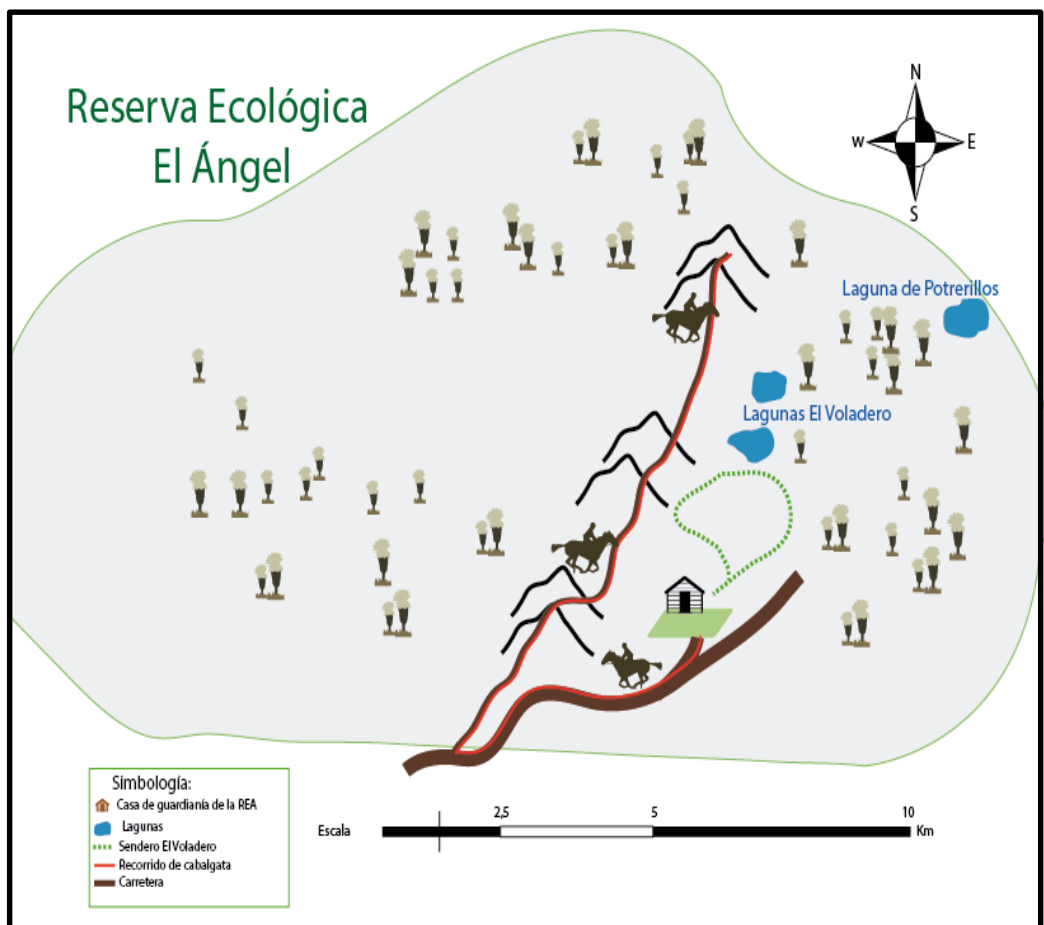 Reserva Ecológica
El Ángel
N
w
E
S
Laguna de Potrerillos
Lagunas El Voladero
Simbología:
Casa de guardianía de la REA
Lagunas
Sendero El Voladero
Recorrido de cabalgata
Carretera
Escala
2,5
5
10
Km